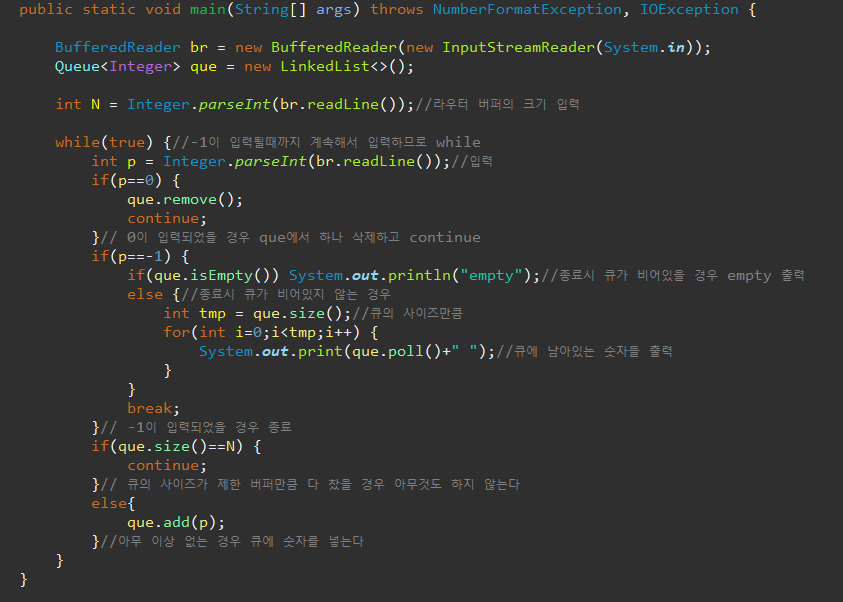 public static void main(String[] args) throws NumberFormatException, IOException {
BufferedReader br = new BufferedReader(new InputStreamReader(System.in));
Queue<Integer> que = new LinkedList<>();
int N = Integer.parseInt(br.readLine());//라우터 버퍼의 크기 입력
while(true) {//-1이 입력될때까지 계속해서 입력하므로 while
int p = Integer.parseInt(br.readLine());//입력
if(p==0) {
que.remove();
continue;
}// 0이 입력되었을 경우 que에서 하나 삭제하고 continue
if(p==-1) {
if(que.isEmpty()) System.out.println("empty");//종료시 큐가 비어있을 경우 empty 출력
else {//종료시 큐가 비어있지 않는 경우
int tmp = que.size();//큐의 사이즈만큼
for(int i=0;i<tmp;i++) {
System.out.print(que.poll()+" ");//큐에 남아있는 숫자들 출력
}
}
break;
}// -1이 입력되었을 경우 종료
if(que.size()==N) {
continue;
}// 큐의 사이즈가 제한 버퍼만큼 다 찼을 경우 아무것도 하지 않는다
else{
que.add(p);
}//아무 이상 없는 경우 큐에 숫자를 넣는다
}
}